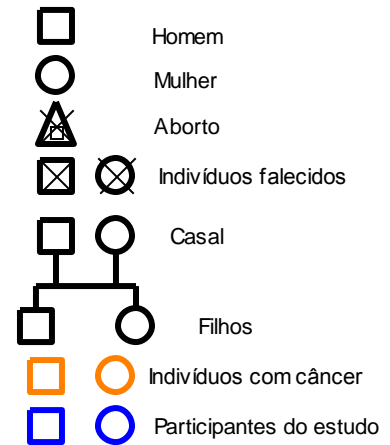 Homem
Mulher
Aborto
Indivíduos falecidos
Casal
Filhos
Indivíduos com câncer
Participantes do estudo